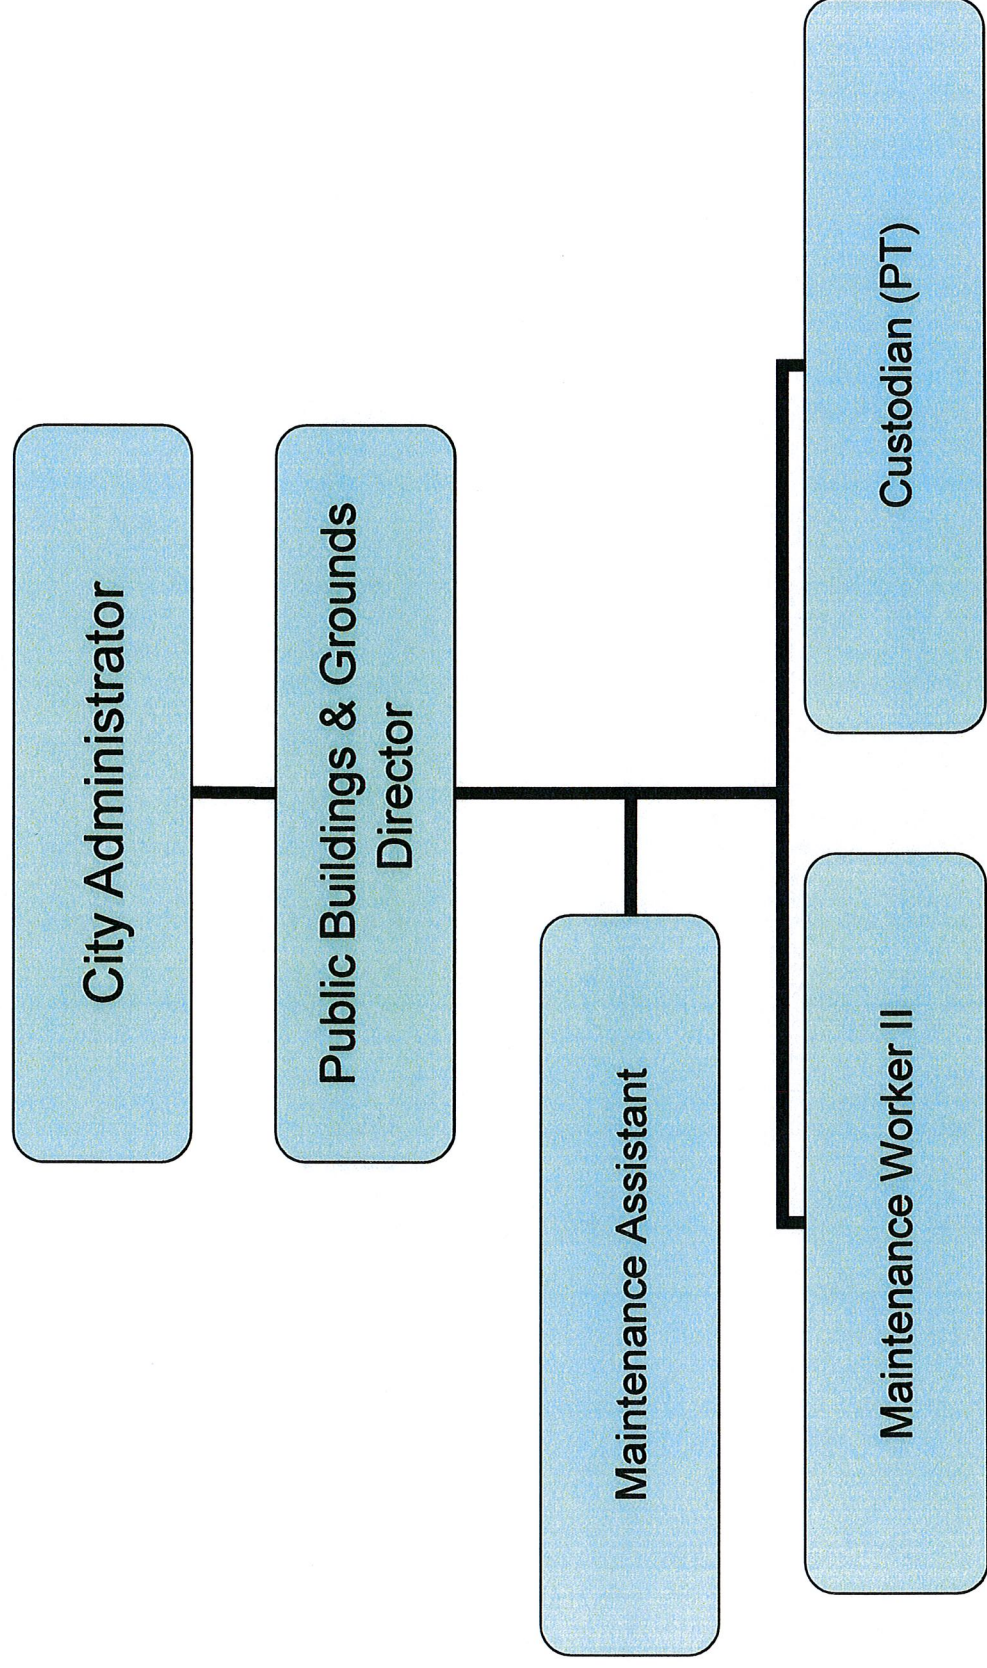 City Administrator
Public Buildings & Grounds
Director
Maintenance Assistant
Maintenance Worker II
Custodian (PT)